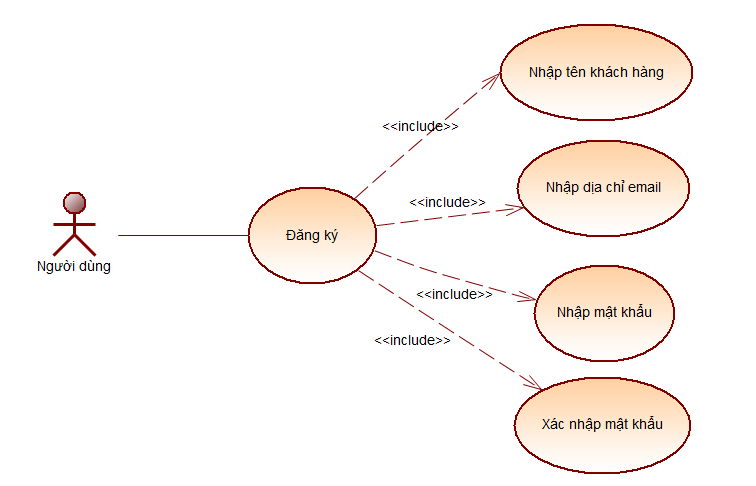 Nhập tên khách hàng
<<include>>
Nhập dịa chỉ email
<<include>>
Đăng ký
Người dùng
<<include>>
Nhập mật khẩu
<<include>>
Xác nhập mật khẩu